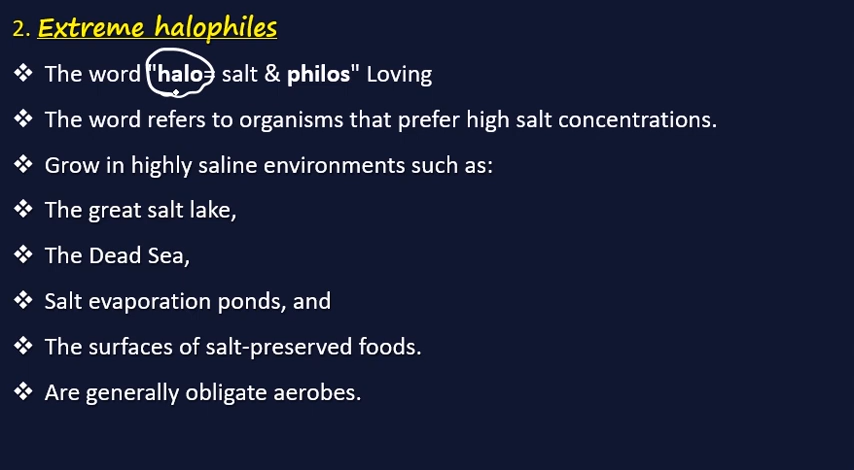 2. Extreme halophiles
❖ The word "halo= salt & philos" Loving
❖ The word refers to organisms that prefer high salt concentrations.
❖ Grow in highly saline environments such as:
❖ The great salt lake,
❖ The Dead Sea,
❖ Salt evaporation ponds, and
❖ The surfaces of salt-preserved foods.
❖ Are generally obligate aerobes.